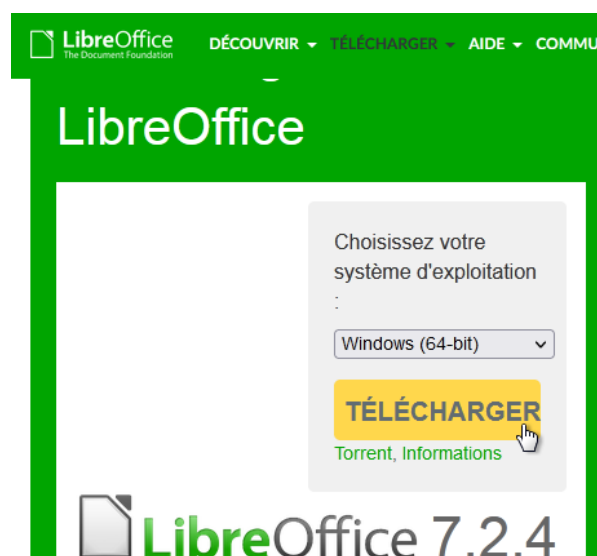 LibreOffice
The Document Foundation
DÉCOUVRIR TÉLÉCHARGER AIDE COMMU
LibreOffice
Choisissez votre
système d'exploitation
:
Windows (64-bit)
TÉLÉCHARGER
Torrent, Informations
LibreOffice 7.2.4